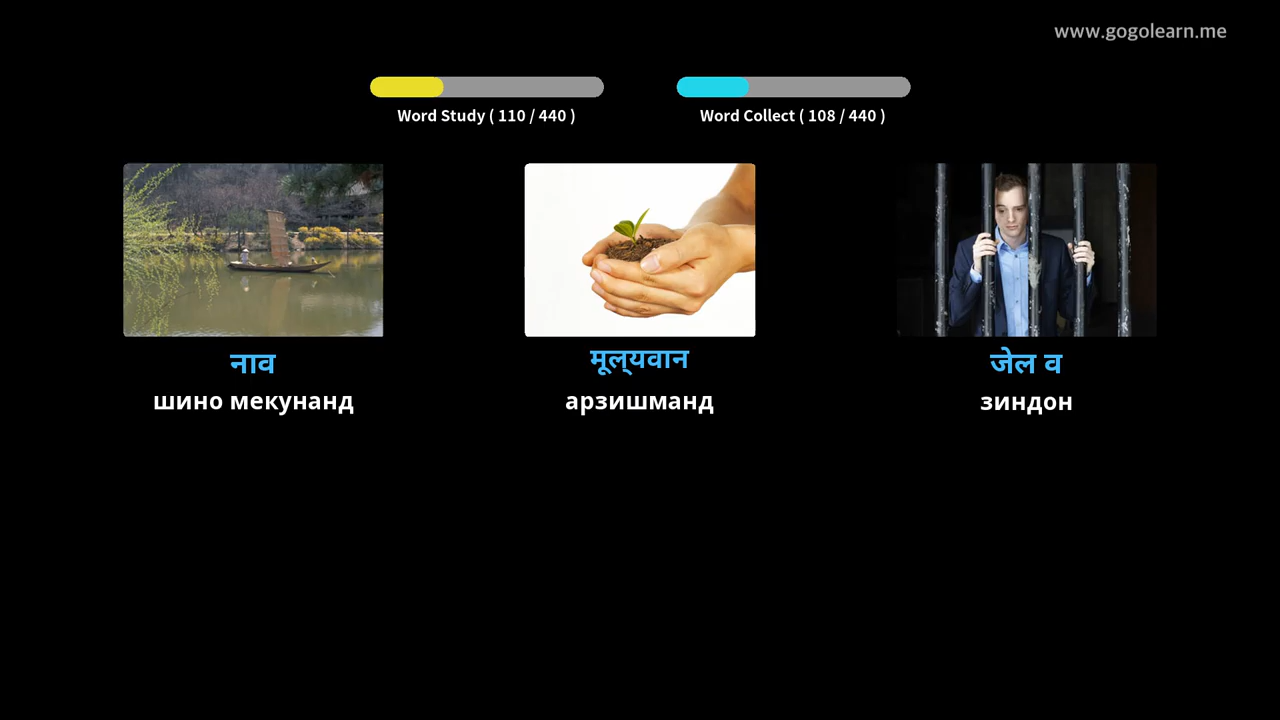 www.gogolearn.me
Word Study ( 110 / 440 )
Word Collect ( 108 / 440 )
नाव
मूल्यवान
जेल व
шино мекунанд
арзишманд
зиндон